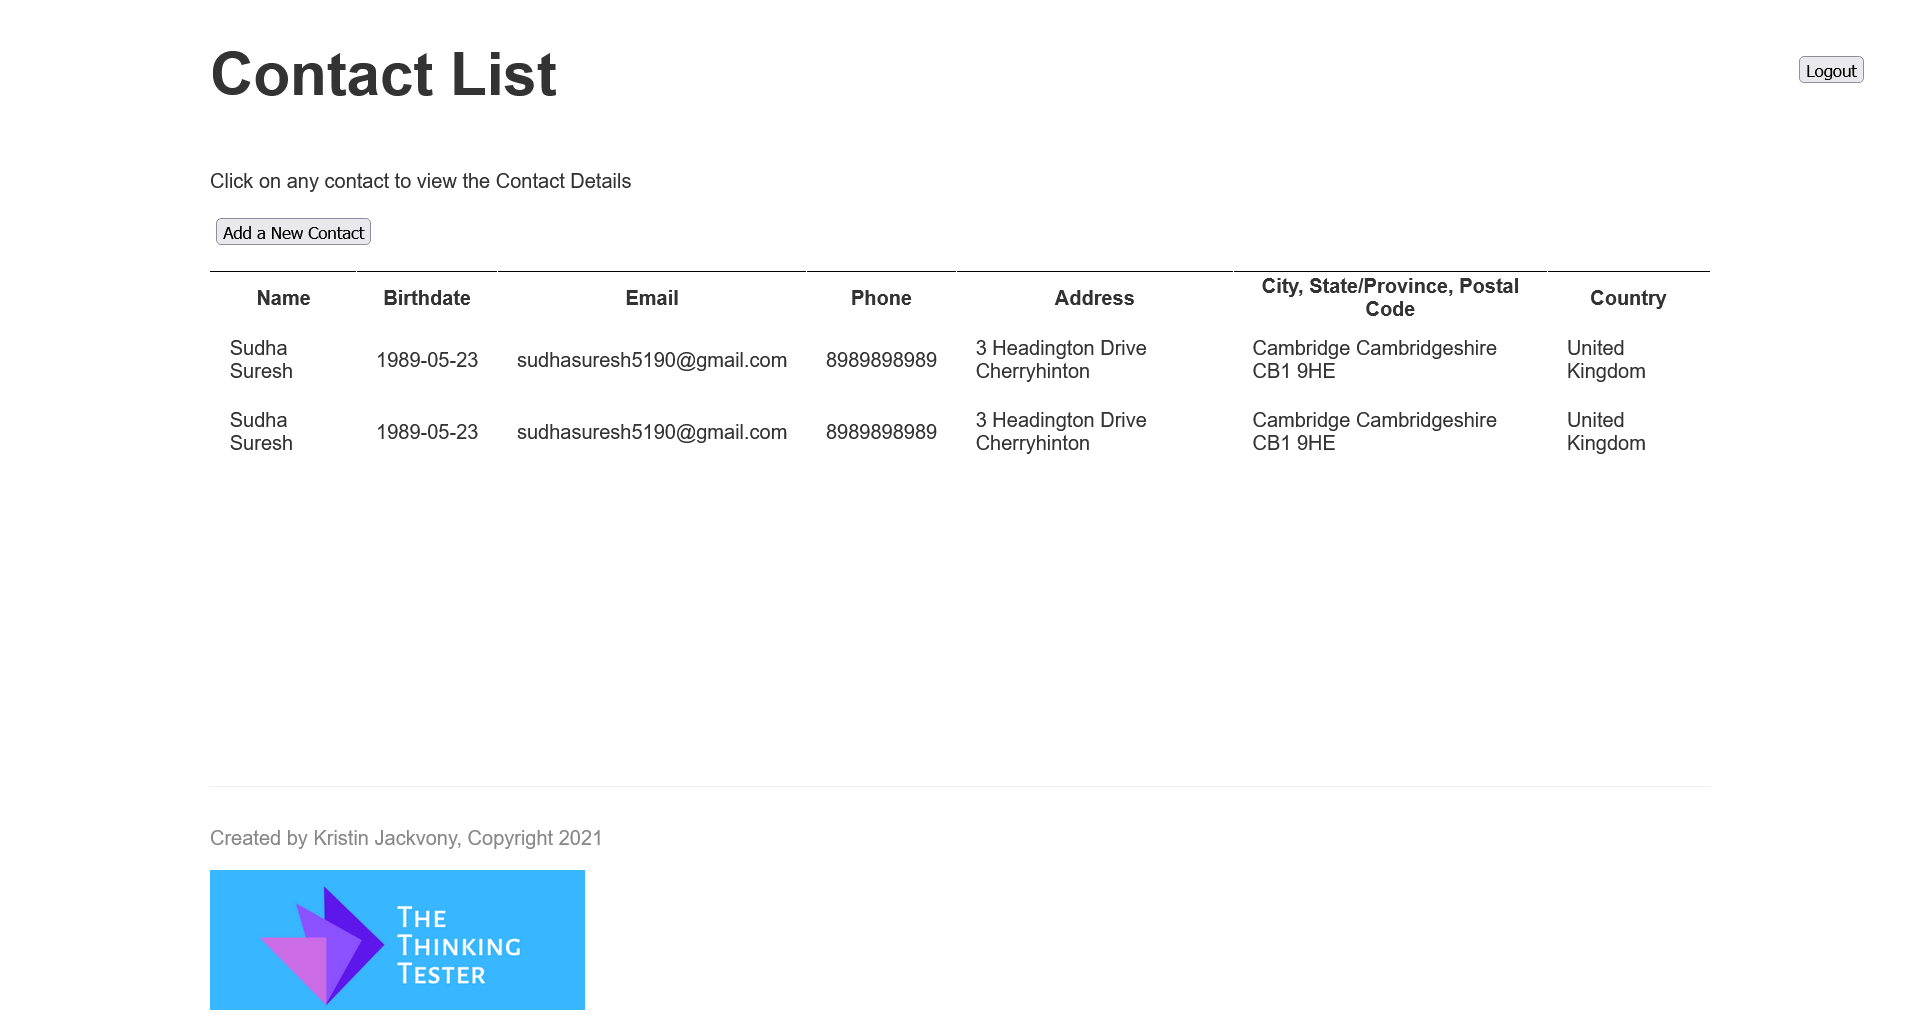 Contact List
Logout
Click on any contact to view the Contact Details
Add a New Contact
Name Birthdate Email Phone Address City, State/Province, Postal Code Country
Sudha Suresh 1989-05-23 sudhasuresh5190@gmail.com 8989898989 3 Headington Drive Cherryhinton Cambridge Cambridgeshire CB1 9HE United Kingdom
Sudha Suresh 1989-05-23 sudhasuresh5190@gmail.com 8989898989 3 Headington Drive Cherryhinton Cambridge Cambridgeshire CB1 9HE United Kingdom
Created by Kristin Jackvony, Copyright 2021
THE
THINKING
TESTER